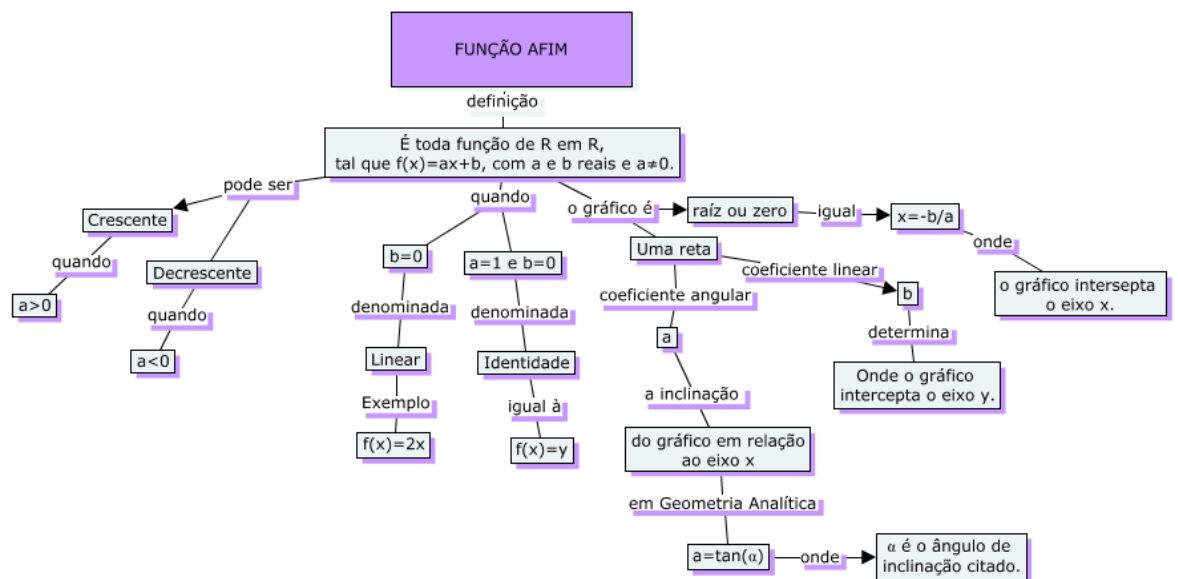 FUNÇÃO AFIM
definição
É toda função de R em R,
tal que f(x)=ax+b, com a e b reais e a≠0.
pode ser
Crescente
quando
a>0
Decrescente
quando
a<0
quando
b=0
denominada
Linear
Exemplo
f(x)=2x
a=1 e b=0
denominada
Identidade
igual à
f(x)=y
o gráfico é
raíz ou zero
igual
x=-b/a
onde
o gráfico intersepta
o eixo x.
Uma reta
coeficiente angular
a
a inclinação
do gráfico em relação
ao eixo x
em Geometria Analítica
a=tan(α)
onde
α é o ângulo de
inclinação citado.
coeficiente linear
b
determina
Onde o gráfico
intercepta o eixo y.